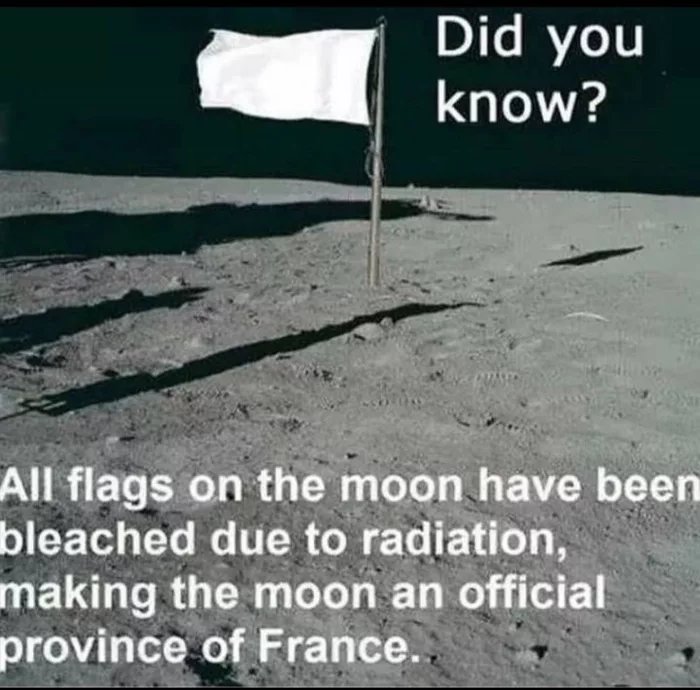 Did you
know?
All flags on the moon have been
bleached due to radiation,
making the moon an official
province of France.